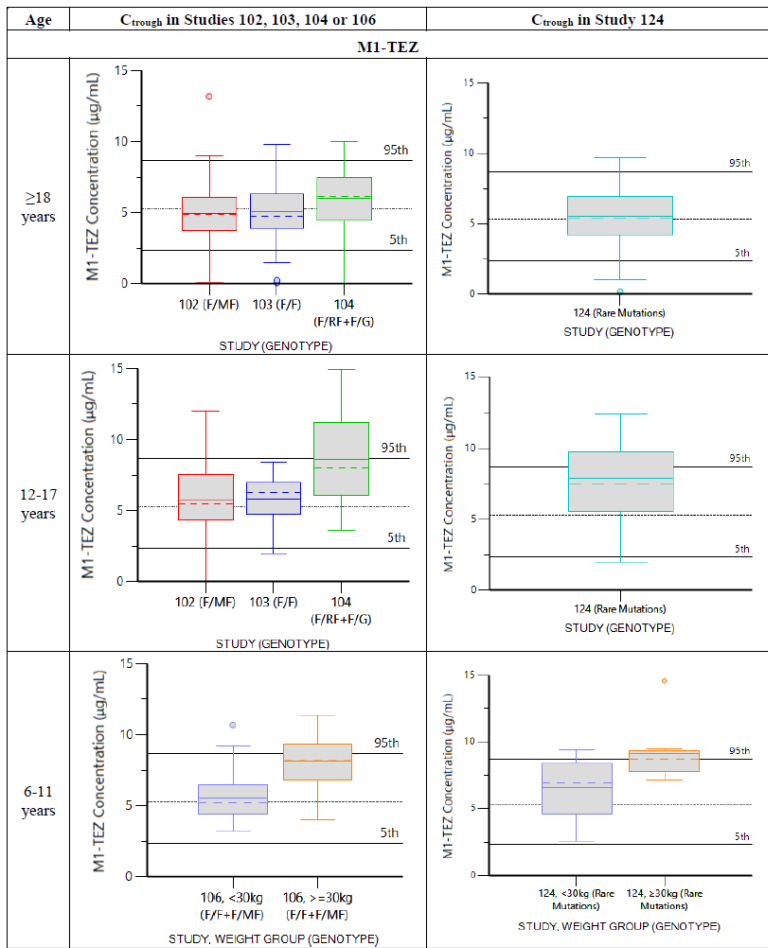 Age C_trough in Studies 102, 103, 104 or 106 C_trough in Study 124
M1-TEZ
≥18
years
M1-TEZ Concentration (µg/mL)
15
10
5
0
95th
5th
102 (F/MF) 103 (F/F) 104
(F/RF+F/G)
STUDY (GENOTYPE)
M1-TEZ Concentration (µg/mL)
15
10
5
0
95th
5th
124 (Rare Mutations)
STUDY (GENOTYPE)
12-17
years
M1-TEZ Concentration (µg/mL)
15
10
5
0
95th
5th
102 (F/MF) 103 (F/F) 104
(F/RF+F/G)
STUDY (GENOTYPE)
M1-TEZ Concentration (µg/mL)
15
10
5
0
95th
5th
124 (Rare Mutations)
STUDY (GENOTYPE)
6-11
years
M1-TEZ Concentration (µg/mL)
15
10
5
0
95th
5th
106, <30kg 106, >=30kg
(F/F+F/MF) (F/F+F/MF)
STUDY, WEIGHT GROUP (GENOTYPE)
M1-TEZ Concentration (µg/mL)
15
10
5
0
95th
5th
124, <30kg (Rare 124, ≥30kg (Rare
Mutations) Mutations)
STUDY, WEIGHT GROUP (GENOTYPE)